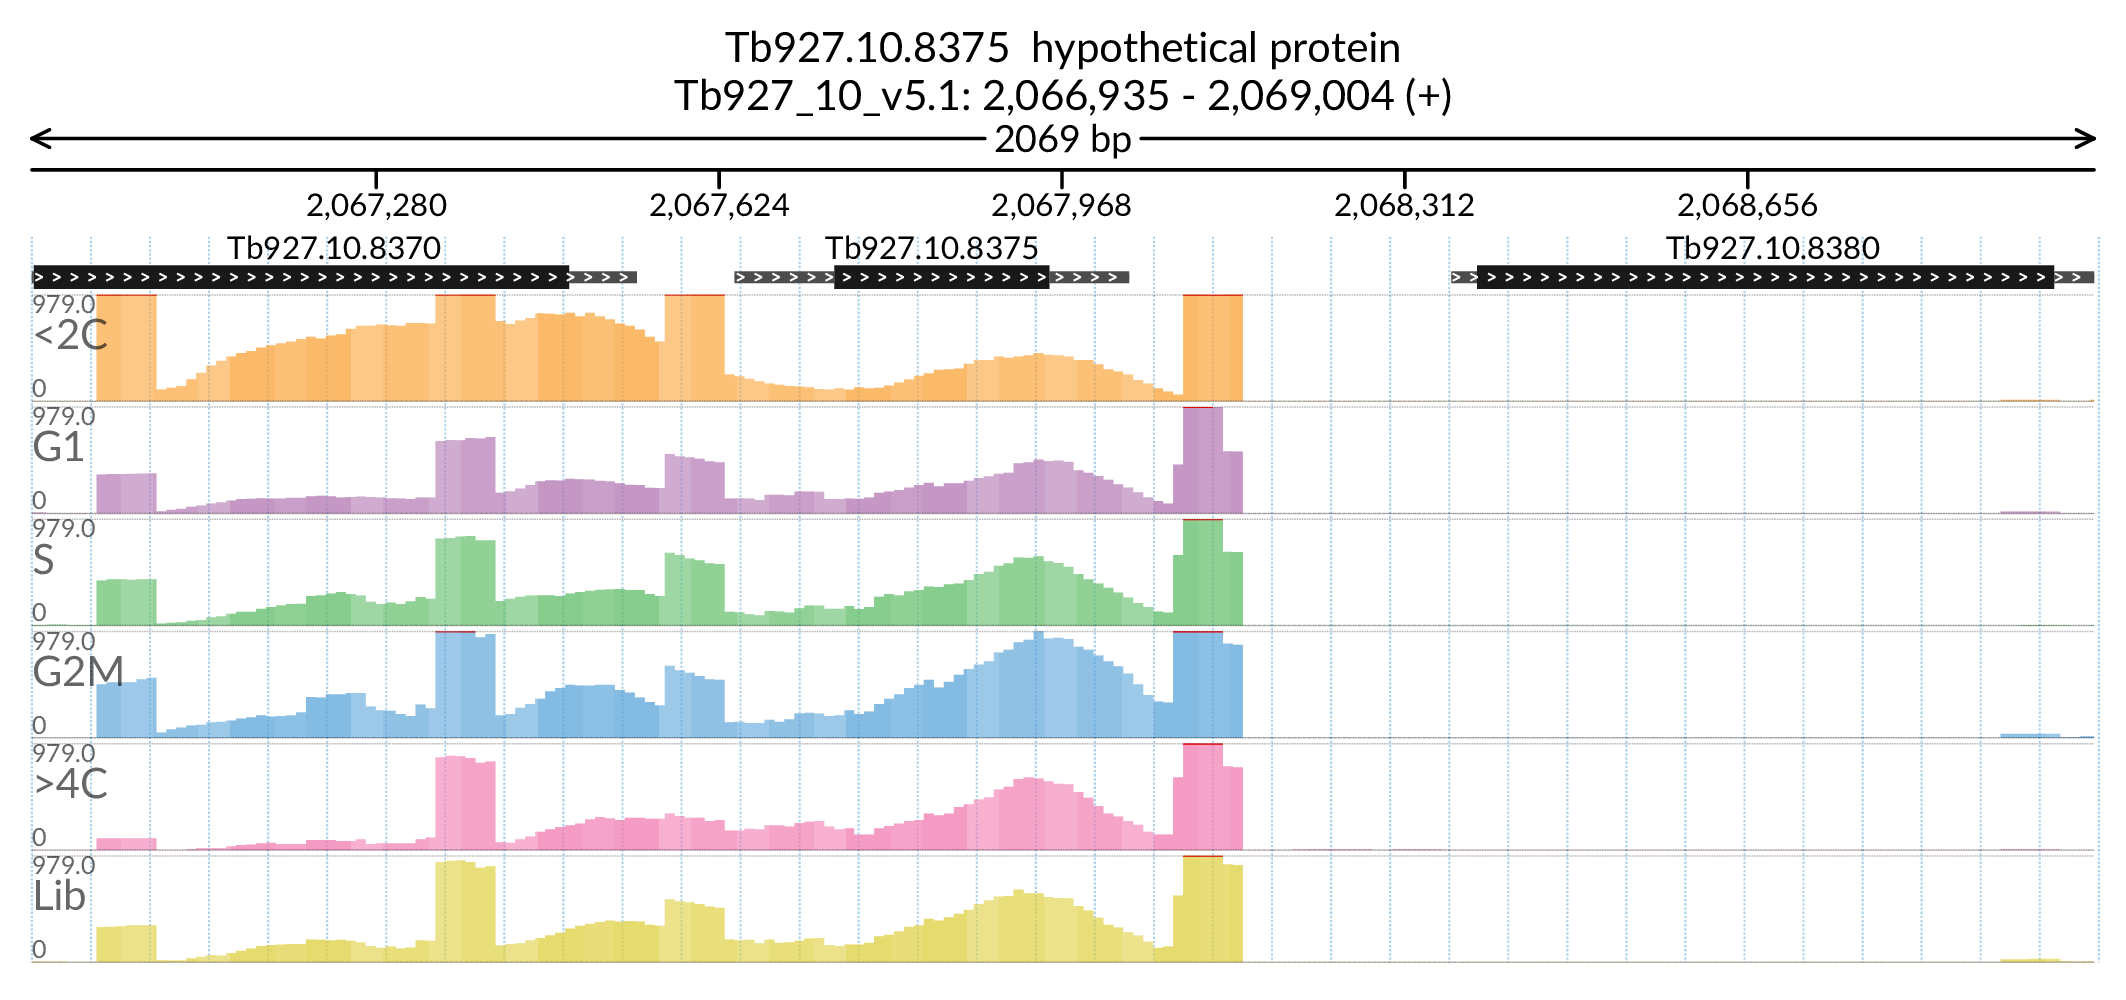 Tb927.10.8375 hypothetical protein
Tb927_10_v5.1: 2,066,935 - 2,069,004 (+)
2069 bp
2,067,280 2,067,624 2,067,968 2,068,312 2,068,656
Tb927.10.8370 Tb927.10.8375 Tb927.10.8380
979.0
<2C
0
979.0
G1
0
979.0
S
0
979.0
G2M
0
979.0
>4C
0
979.0
Lib
0